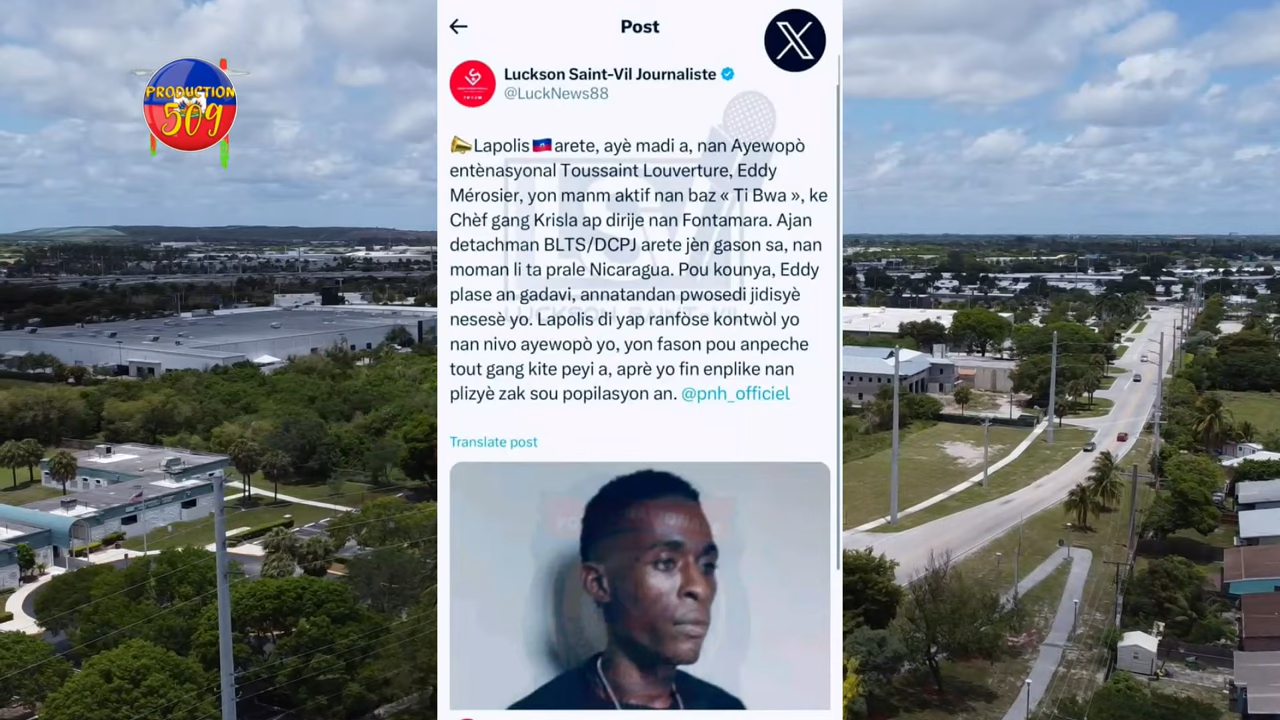 PRODUCTION
509
Post
Luckson Saint-Vil Journaliste
@LuckNews88
Lapolis arete, ayè madi a, nan Ayewopò
entènasyonal Toussaint Louverture, Eddy
Mérosier, yon manm aktif nan baz « Ti Bwa », ke
Chèf gang Krisla ap dirije nan Fontamara. Ajan
detachman BLTS/DCPJ arete jèn gason sa, nan
moman li ta prale Nicaragua. Pou kounya, Eddy
plase an gadavi, annatandan pwosedi jidisyè
nesesè yo. Lapolis di yap ranfòse kontwòl yo
nan nivo ayewopò yo, yon fason pou anpeche
tout gang kite peyi a, aprè yo fin enplike nan
plizyè zak sou popilasyon an. @pnh_officiel
Translate post